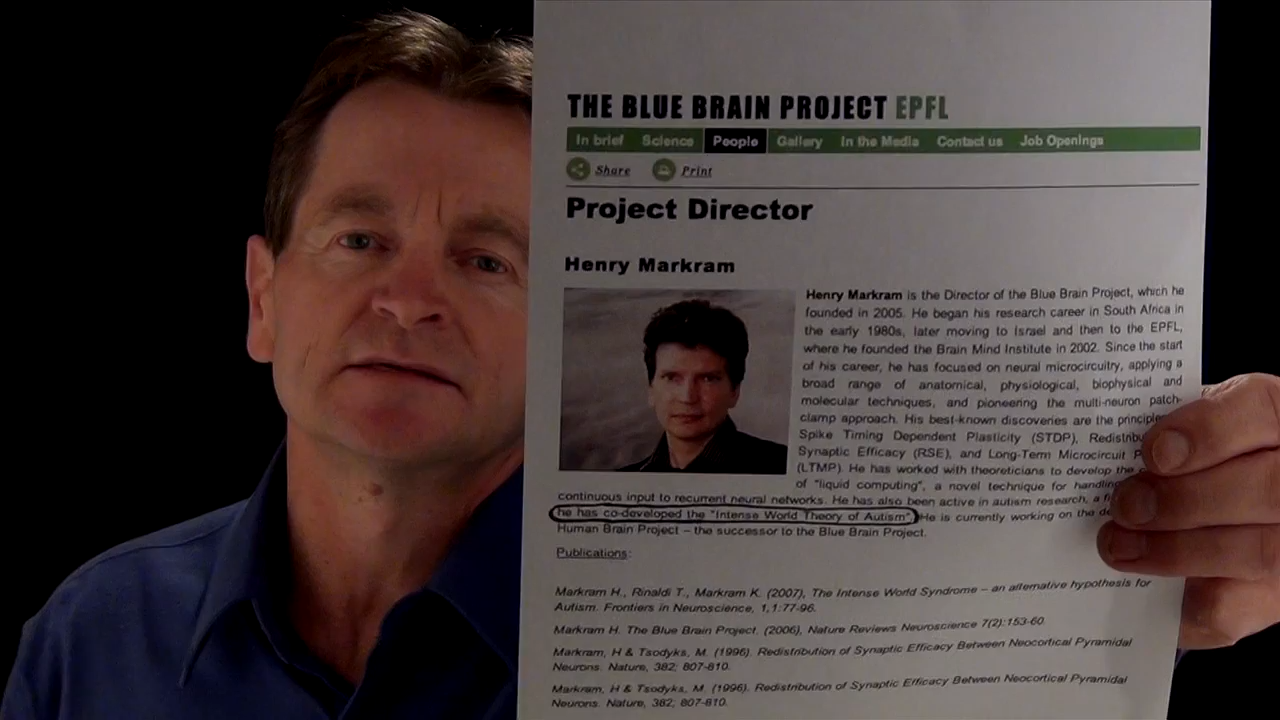 THE BLUE BRAIN PROJECT EPFL
In brief Science People Gallery In the Media Contact us Job Openings
Share Print
Project Director
Henry Markram
Henry Markram is the Director of the Blue Brain Project, which he
founded in 2005. He began his research career in South Africa in
the early 1980s, later moving to Israel and then to the EPFL,
where he founded the Brain Mind Institute in 2002. Since the start
of his career, he has focused on neural microcircuitry, applying a
broad range of anatomical, physiological, biophysical and
molecular techniques, and pioneering the multi-neuron patch-
clamp approach. His best-known discoveries are the principles
Spike Timing Dependent Plasticity (STDP), Redistrib
Synaptic Efficacy (RSE), and Long-Term Microcircuit P
(LTMP). He has worked with theoreticians to develop the
of "liquid computing", a novel technique for handling
continuous input to recurrent neural networks. He has also been active in autism research, a
he has co-developed the "Intense World Theory of Autism". He is currently working on the
Human Brain Project – the successor to the Blue Brain Project.
Publications:
Markram H., Rinaldi T., Markram K. (2007), The Intense World Syndrome – an alternative hypothesis for
Autism. Frontiers in Neuroscience, 1,1:77-96.
Markram H. The Blue Brain Project. (2006), Nature Reviews Neuroscience 7(2):153-60.
Markram, H & Tsodyks, M. (1996). Redistribution of Synaptic Efficacy Between Neocortical Pyramidal
Neurons. Nature, 382; 807-810.
Markram, H & Tsodyks, M. (1996). Redistribution of Synaptic Efficacy Between Neocortical Pyramidal
Neurons. Nature, 382; 807-810.